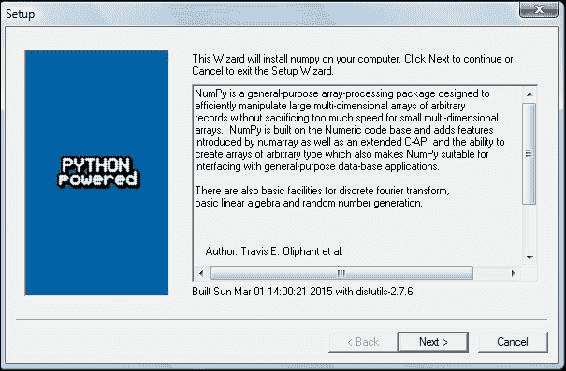 Setup
This Wizard will install numpy on your computer. Click Next to continue or
Cancel to exit the Setup Wizard.
NumPy is a general-purpose array-processing package designed to
efficiently manipulate large multi-dimensional arrays of arbitrary
records without sacrificing too much speed for small multi-dimensional
arrays. NumPy is built on the Numeric code base and adds features
introduced by numarray as well as an extended C-API and the ability to
create arrays of arbitrary type which also makes NumPy suitable for
interfacing with general-purpose data-base applications.
There are also basic facilities for discrete fourier transform,
basic linear algebra and random number generation.
PYTHON
Powered
Author: Travis E. Oliphant et al.
Built Sun Mar 01 14:00:21 2015 with distutils-2.7.6
< Back
Next >
Cancel